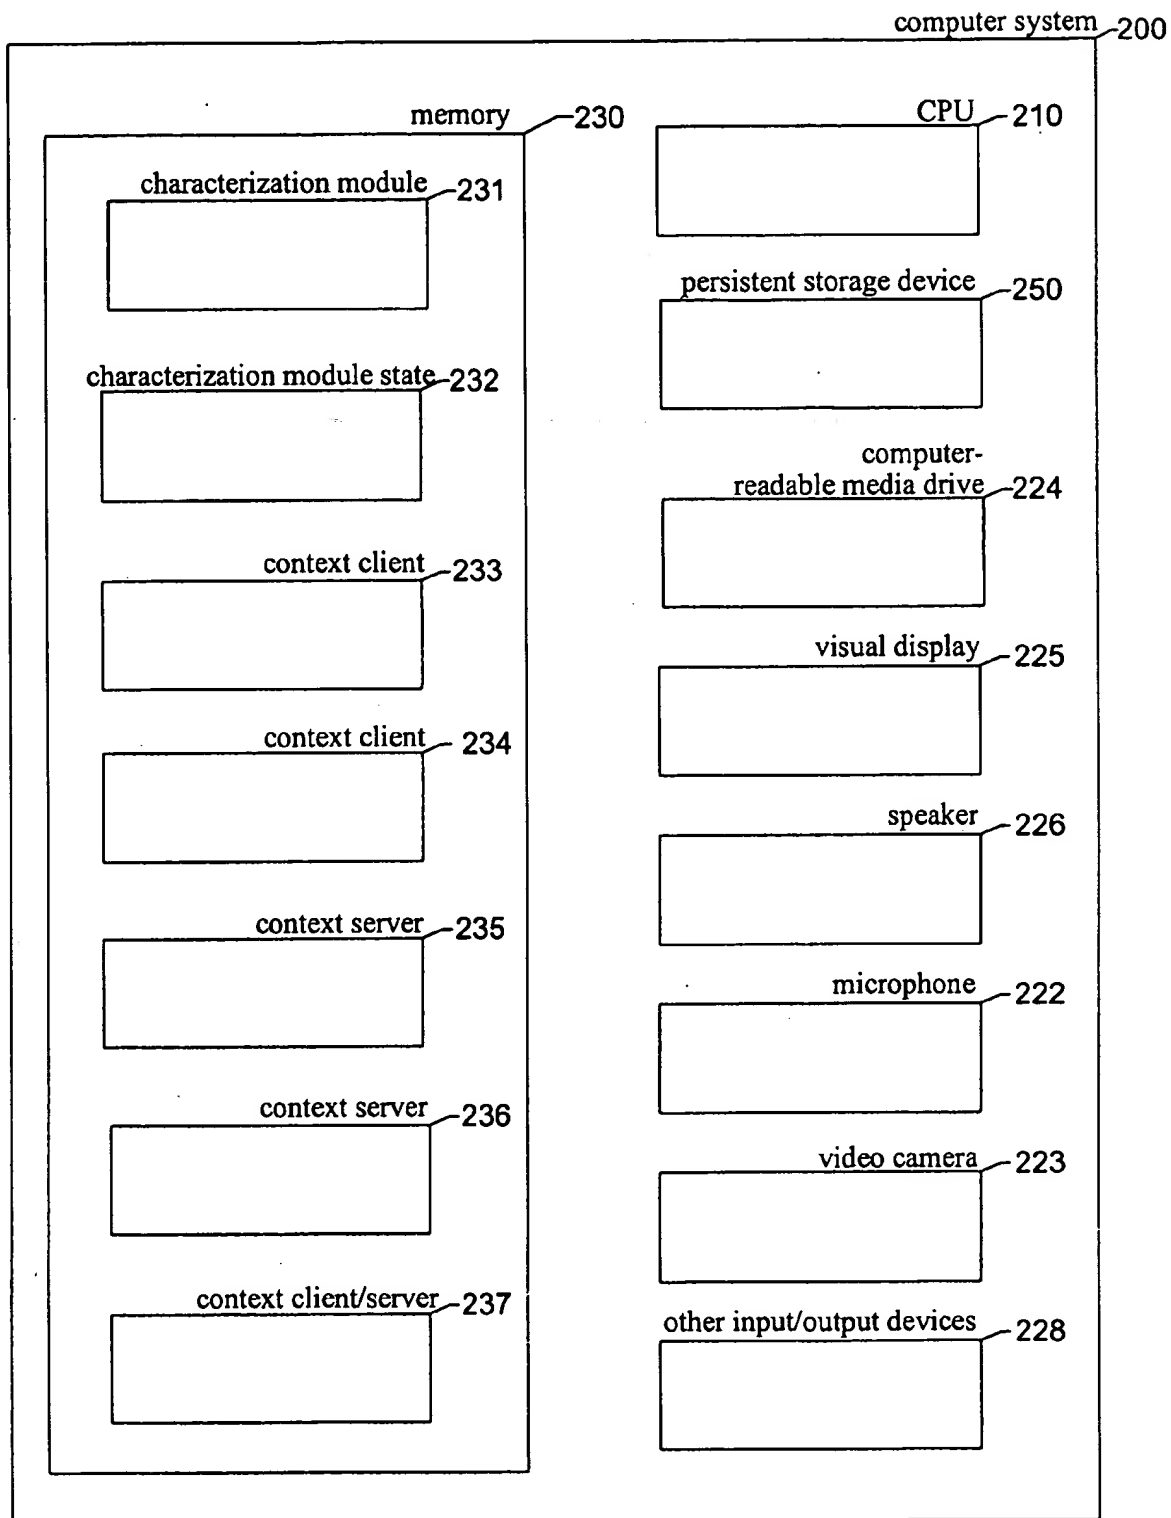 computer system 200
memory 230
characterization module 231
characterization module state 232
context client 233
context client 234
context server 235
context server 236
context client/server 237
CPU 210
persistent storage device 250
computer-
readable media drive 224
visual display 225
speaker 226
microphone 222
video camera 223
other input/output devices 228